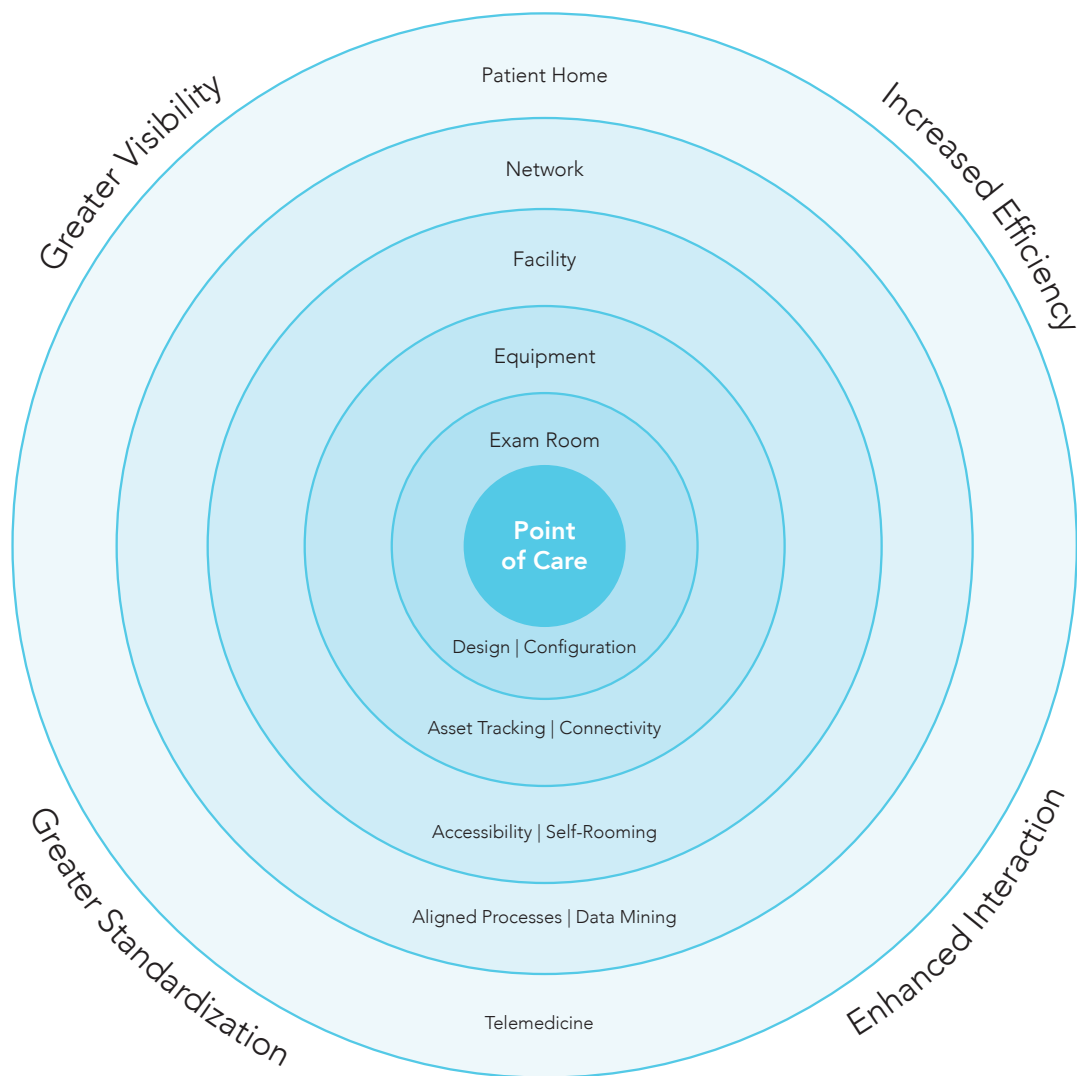 Greater Visibility
Increased Efficiency
Patient Home
Network
Facility
Equipment
Exam Room
Point
of Care
Design | Configuration
Asset Tracking | Connectivity
Accessibility | Self-Rooming
Aligned Processes | Data Mining
Telemedicine
Greater Standardization
Enhanced Interaction